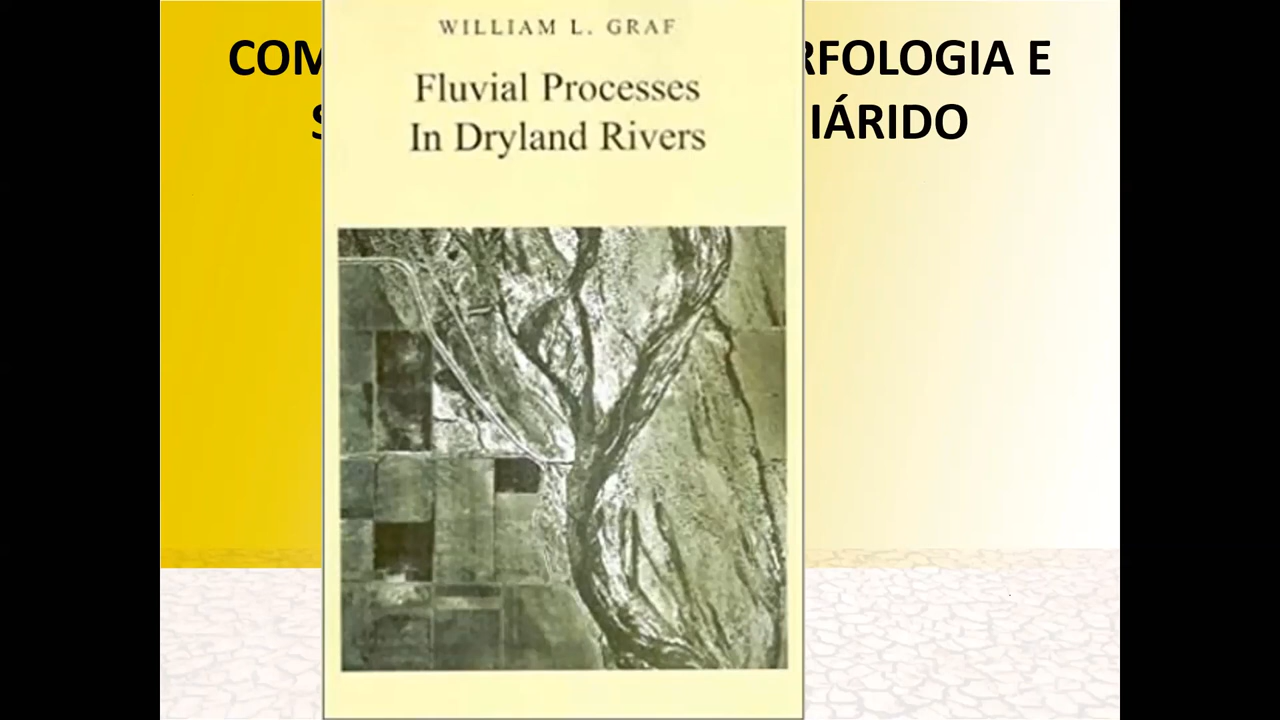 WILLIAM L. GRAF
Fluvial Processes
In Dryland Rivers
COM RFOLOGIA E
S IÁRIDO